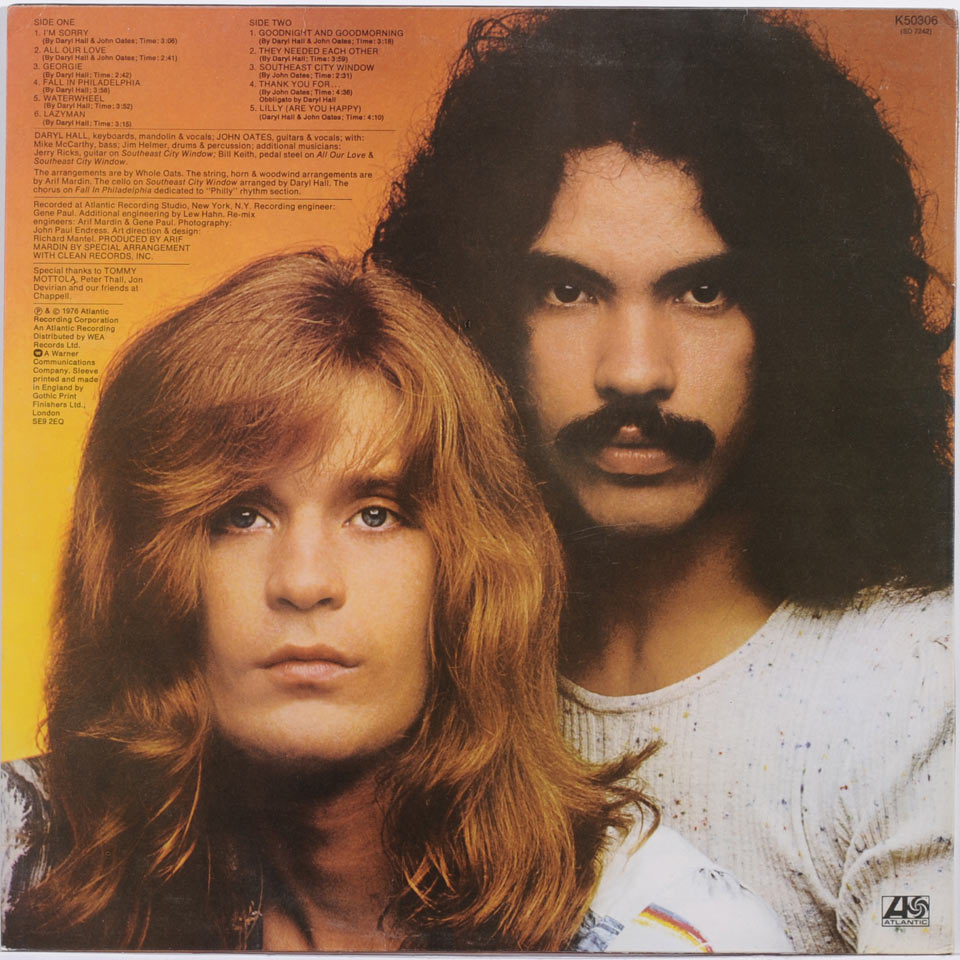 SIDE ONE
1. I'M SORRY
(By Daryl Hall & John Oates; Time: 3:06)
2. ALL OUR LOVE
(By Daryl Hall & John Oates; Time: 2:41)
3. GEORGIE
(By Daryl Hall; Time: 2:42)
4. FALL IN PHILADELPHIA
(By Daryl Hall; 3:58)
5. WATERWHEEL
(By Daryl Hall; Time: 3:52)
6. LAZYMAN
(By Daryl Hall; Time: 3:15)
SIDE TWO
1. GOODNIGHT AND GOODMORNING
(By Daryl Hall & John Oates; Time: 3:18)
2. THEY NEEDED EACH OTHER
(By Daryl Hall; Time: 3:59)
3. SOUTHEAST CITY WINDOW
(By John Oates; Time: 2:31)
4. THANK YOU FOR...
(By John Oates; Time: 4:36)
Obbligato by Daryl Hall
5. LILLY (ARE YOU HAPPY)
(Daryl Hall & John Oates; Time: 4:10)
K50306
(SD 7242)
DARYL HALL, keyboards, mandolin & vocals; JOHN OATES, guitars & vocals; with:
Mike McCarthy, bass; Jim Helmer, drums & percussion; additional musicians:
Jerry Ricks, guitar on Southeast City Window; Bill Keith, pedal steel on All Our Love &
Southeast City Window.
The arrangements are by Whole Oats. The string, horn & woodwind arrangements are
by Arif Mardin. The cello on Southeast City Window arranged by Daryl Hall. The
chorus on Fall In Philadelphia dedicated to "Philly" rhythm section.
Recorded at Atlantic Recording Studio, New York, N.Y. Recording engineer:
Gene Paul. Additional engineering by Lew Hahn. Re-mix
engineers: Arif Mardin & Gene Paul. Photography:
John Paul Endress. Art direction & design:
Richard Mantel. PRODUCED BY ARIF
MARDIN BY SPECIAL ARRANGEMENT
WITH CLEAN RECORDS, INC.
Special thanks to TOMMY
MOTTOLA, Peter Thall, Jon
Devirian and our friends at
Chappell.
℗ & © 1976 Atlantic
Recording Corporation
An Atlantic Recording
Distributed by WEA
Records Ltd.
A Warner
Communications
Company. Sleeve
printed and made
in England by
Gothic Print
Finishers Ltd.,
London
SE9 2EQ
ATLANTIC